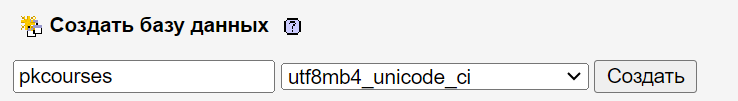 Создать базу данных ?
pkcourses utf8mb4_unicode_ci Создать